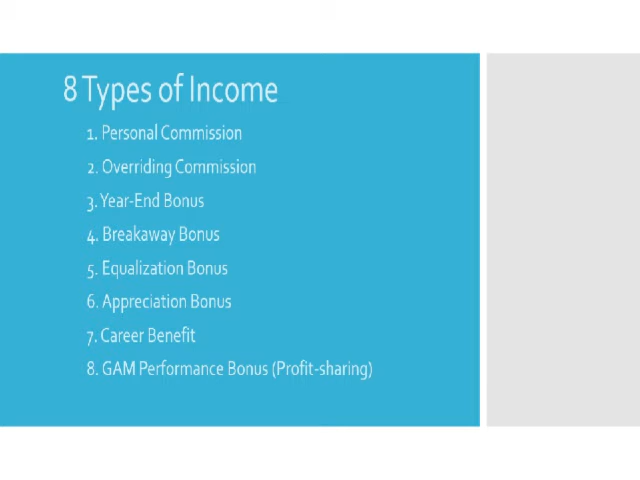 8 Types of Income
1. Personal Commission
2. Overriding Commission
3. Year-End Bonus
4. Breakaway Bonus
5. Equalization Bonus
6. Appreciation Bonus
7. Career Benefit
8. GAM Performance Bonus (Profit-sharing)